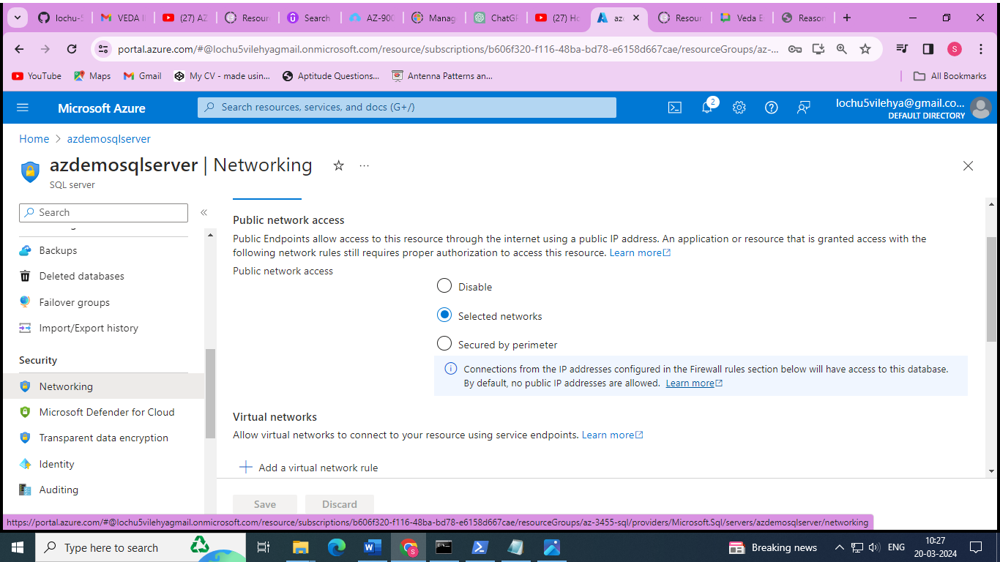 lochu-5
VEDA I
(27) AZ
Resour
Search
AZ-900
Manag
ChatGP
(27) Ho
az
Resour
Veda E
Reason
portal.azure.com/#@lochu5vilehyagmail.onmicrosoft.com/resource/subscriptions/b606f320-f116-48ba-bd78-e6158d667cae/resourceGroups/az-...
S
YouTube
Maps
Gmail
My CV - made usin...
Aptitude Questions...
Antenna Patterns an...
All Bookmarks
Microsoft Azure
Search resources, services, and docs (G+/)
2
lochu5vilehya@gmail.co...
DEFAULT DIRECTORY
Home > azdemosqlserver
azdemosqlserver | Networking
SQL server
Search
Backups
Deleted databases
Failover groups
Import/Export history
Security
Networking
Microsoft Defender for Cloud
Transparent data encryption
Identity
Auditing
Public network access
Public Endpoints allow access to this resource through the internet using a public IP address. An application or resource that is granted access with the
following network rules still requires proper authorization to access this resource. Learn more
Public network access
Disable
Selected networks
Secured by perimeter
Connections from the IP addresses configured in the Firewall rules section below will have access to this database.
By default, no public IP addresses are allowed. Learn more
Virtual networks
Allow virtual networks to connect to your resource using service endpoints. Learn more
Add a virtual network rule
Save
Discard
https://portal.azure.com/#@lochu5vilehyagmail.onmicrosoft.com/resource/subscriptions/b606f320-f116-48ba-bd78-e6158d667cae/resourceGroups/az-3455-sql/providers/Microsoft.Sql/servers/azdemosqlserver/networking
Type here to search
Breaking news
ENG
10:27
20-03-2024